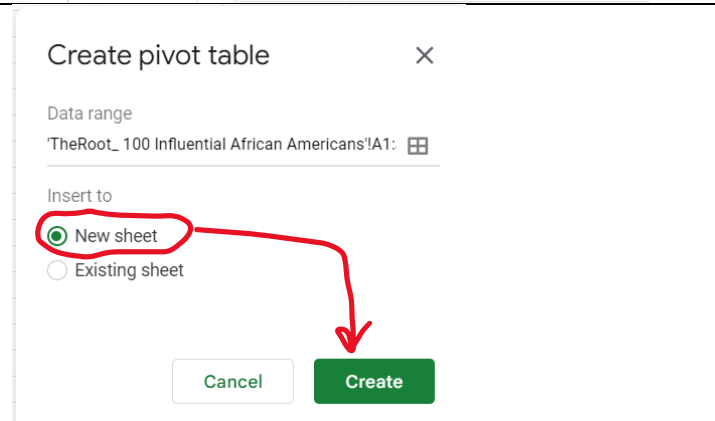 Create pivot table
Data range
'TheRoot_ 100 Influential African Americans'!A1:
Insert to
New sheet
Existing sheet
Cancel
Create